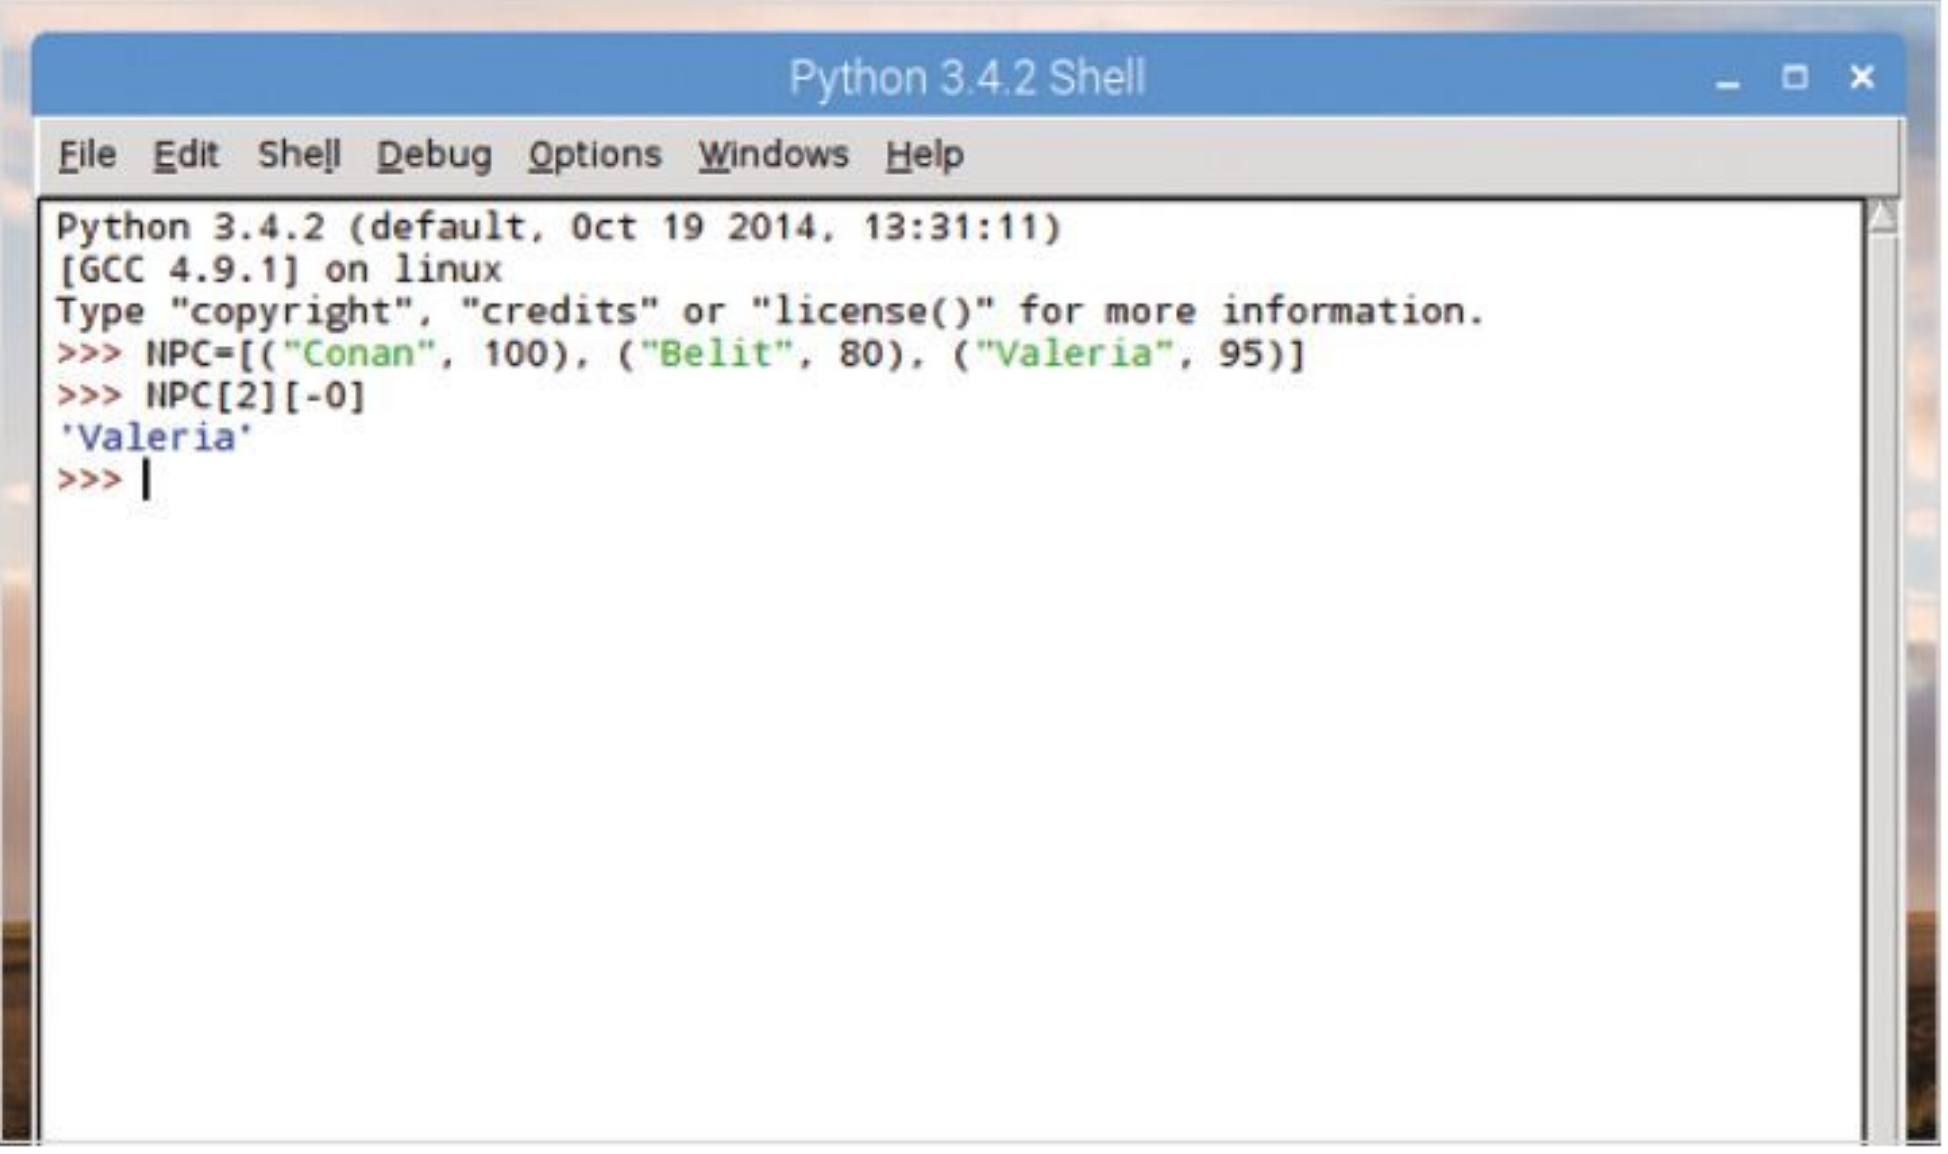 Python 3.4.2 Shell
File Edit Shell Debug Options Windows Help
Python 3.4.2 (default, Oct 19 2014, 13:31:11)
[GCC 4.9.1] on linux
Type "copyright", "credits" or "license()" for more information.
>>> NPC=[("Conan", 100), ("Belit", 80), ("Valeria", 95)]
>>> NPC[2][-0]
'Valeria'
>>>